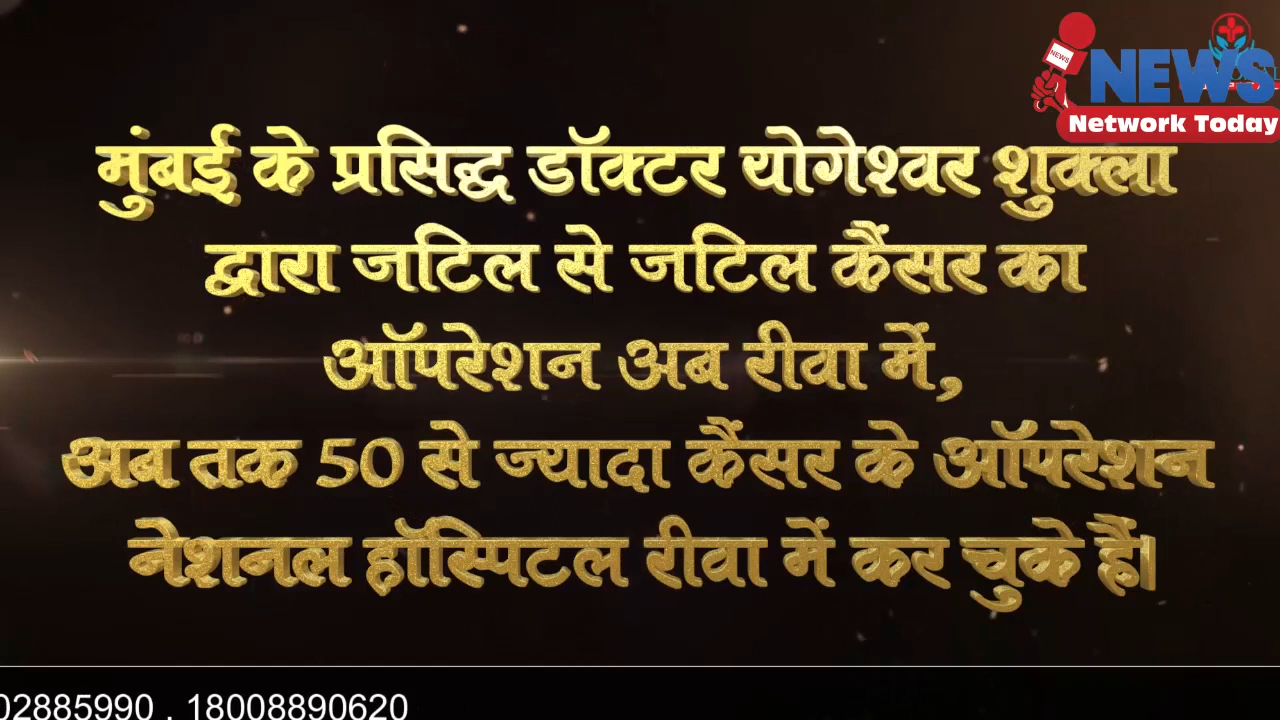 NEWS
NEWS
Network Today
मुंबई के प्रसिद्ध डॉक्टर योगेश्वर शुक्ला
द्वारा जटिल से जटिल कैंसर का
ऑपरेशन अब रीवा में,
अब तक 50 से ज्यादा कैंसर के ऑपरेशन
नेशनल हॉस्पिटल रीवा में कर चुके हैं।
02885990 , 18008890620